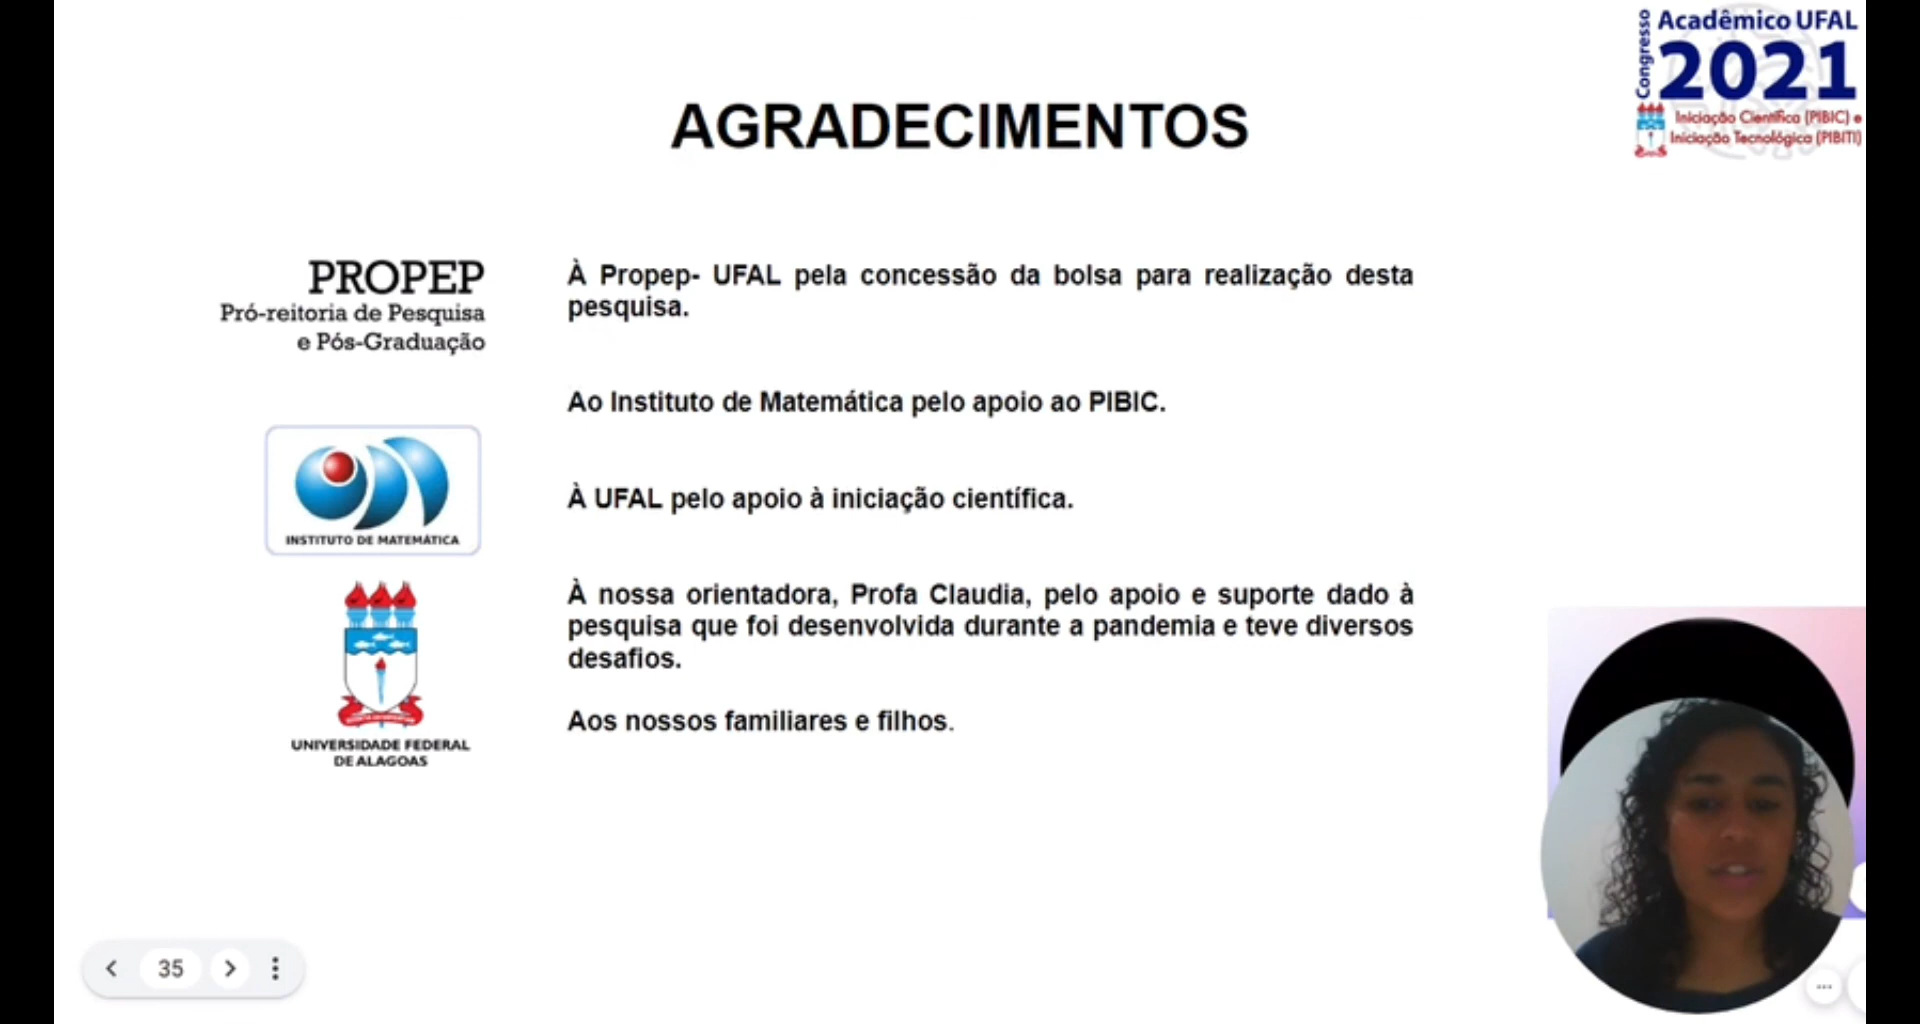 Congresso
Acadêmico UFAL
2021
Iniciação Científica (PIBIC) e
Iniciação Tecnológica (PIBITI)
AGRADECIMENTOS
PROPEP
Pró-reitoria de Pesquisa
e Pós-Graduação
À Propep- UFAL pela concessão da bolsa para realização desta
pesquisa.
Ao Instituto de Matemática pelo apoio ao PIBIC.
INSTITUTO DE MATEMÁTICA
À UFAL pelo apoio à iniciação científica.
À nossa orientadora, Profa Claudia, pelo apoio e suporte dado à
pesquisa que foi desenvolvida durante a pandemia e teve diversos
desafios.
Aos nossos familiares e filhos.
UNIVERSIDADE FEDERAL
DE ALAGOAS
35